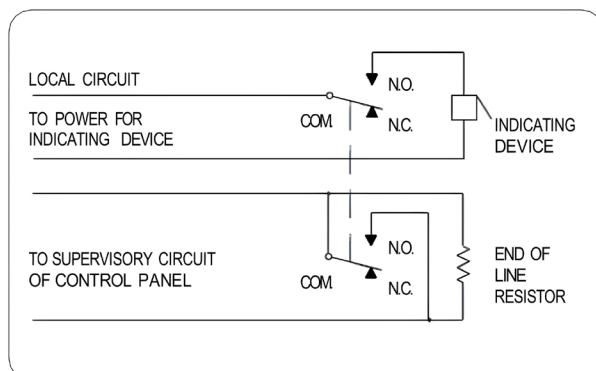 LOCAL CIRCUIT
TO POWER FOR
INDICATING DEVICE
COM.
N.O.
N.C.
INDICATING
DEVICE
TO SUPERVISORY CIRCUIT
OF CONTROL PANEL
COM.
N.O.
N.C.
END OF
LINE
RESISTOR